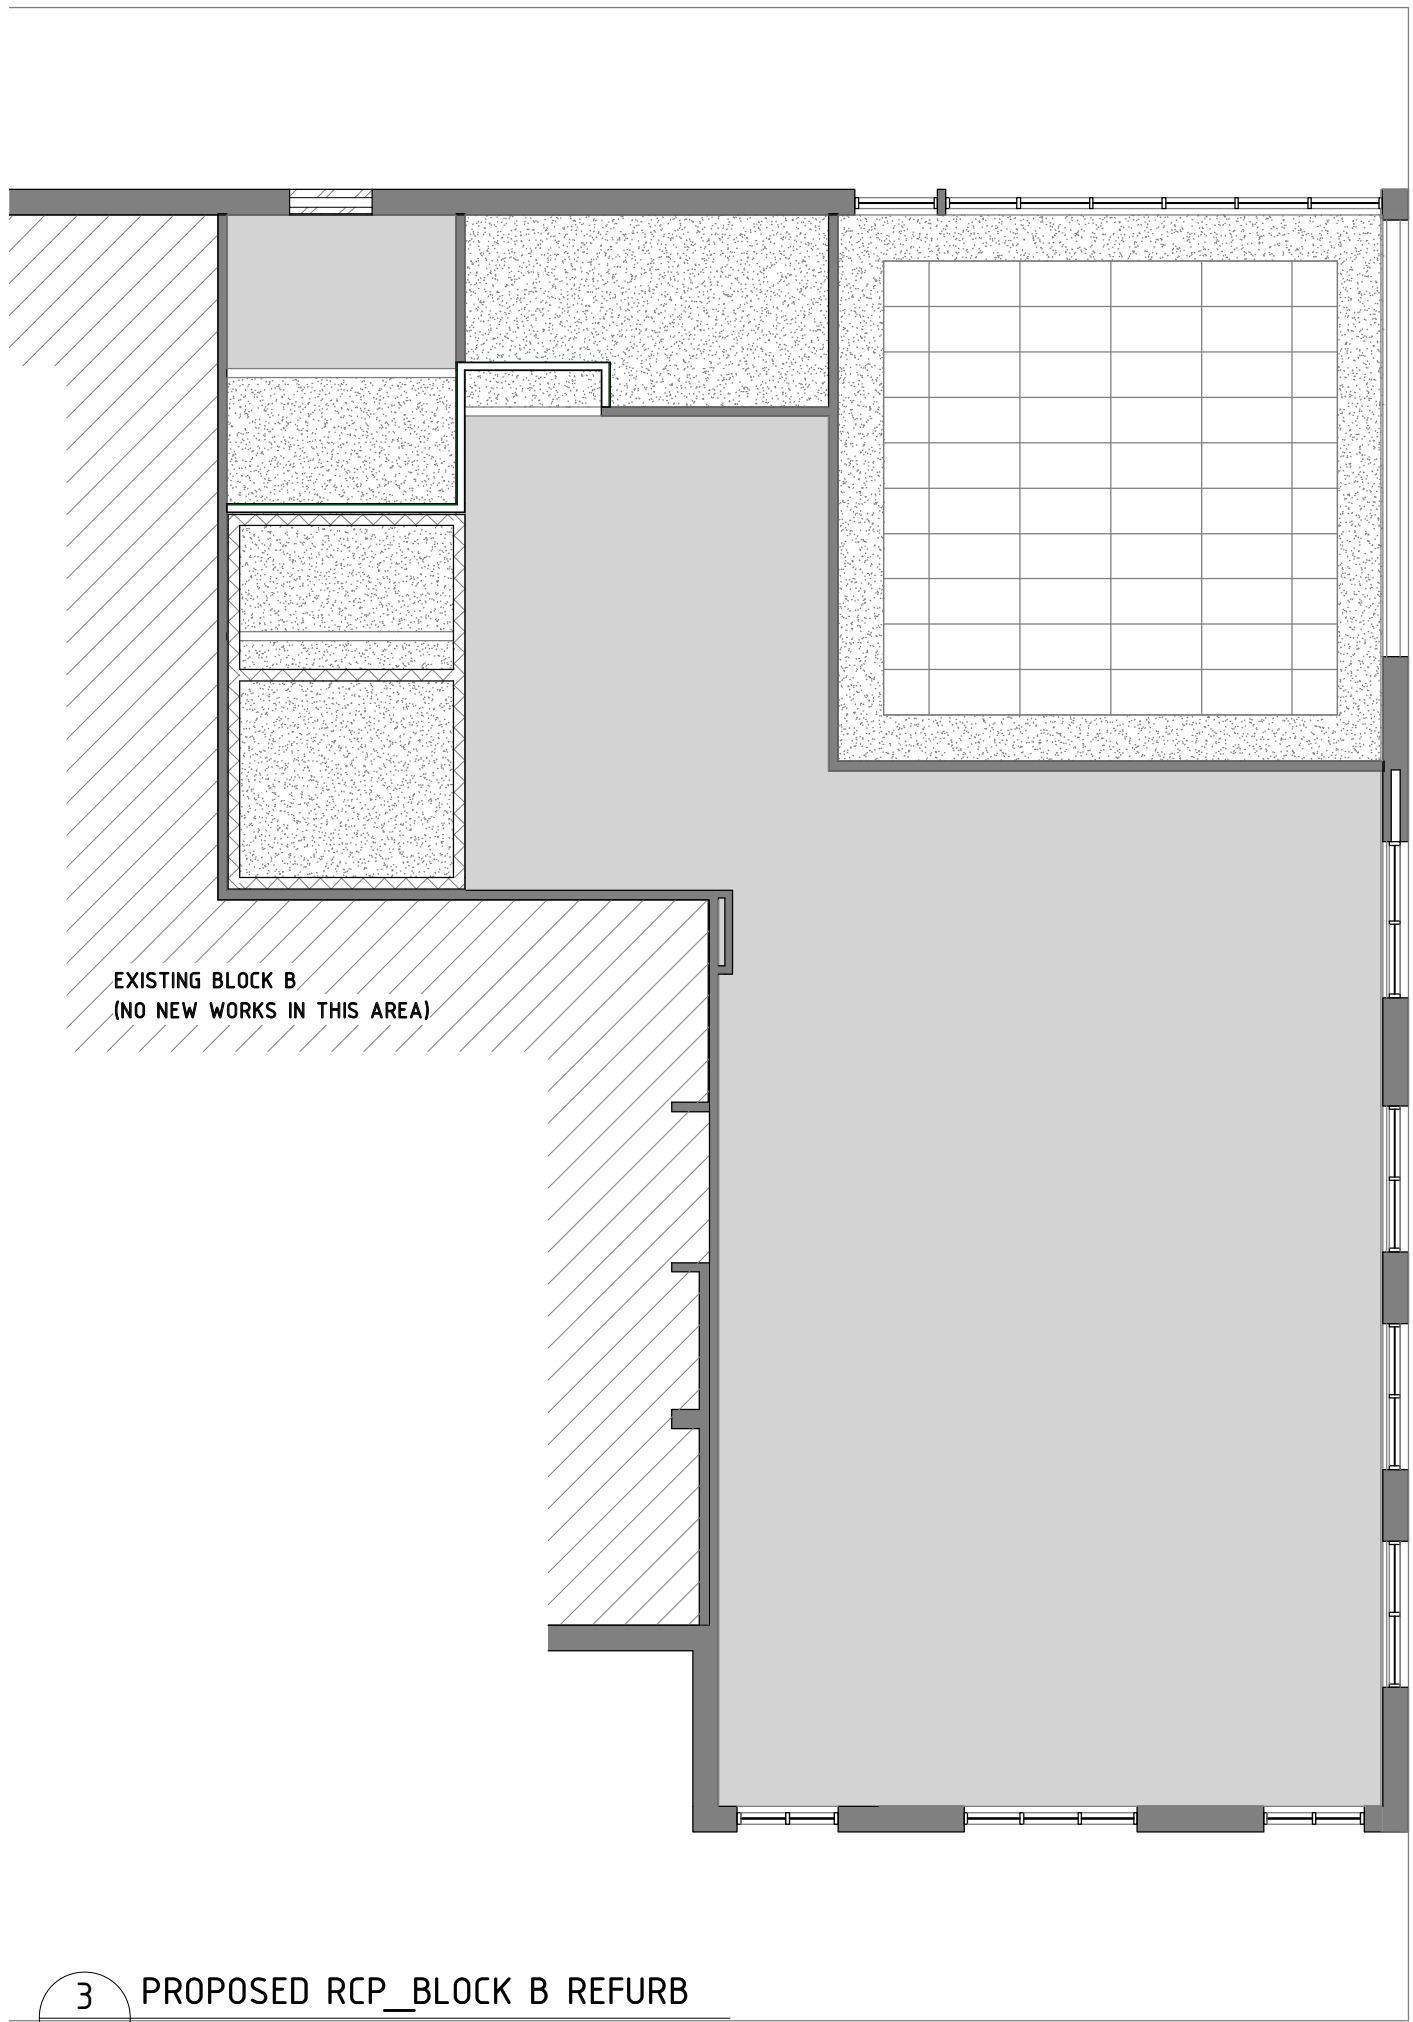 EXISTING BLOCK B
(NO NEW WORKS IN THIS AREA)
3
PROPOSED RCP_BLOCK B REFURB